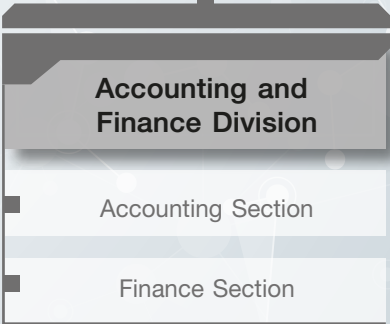 Accounting and
Finance Division
Accounting Section
Finance Section